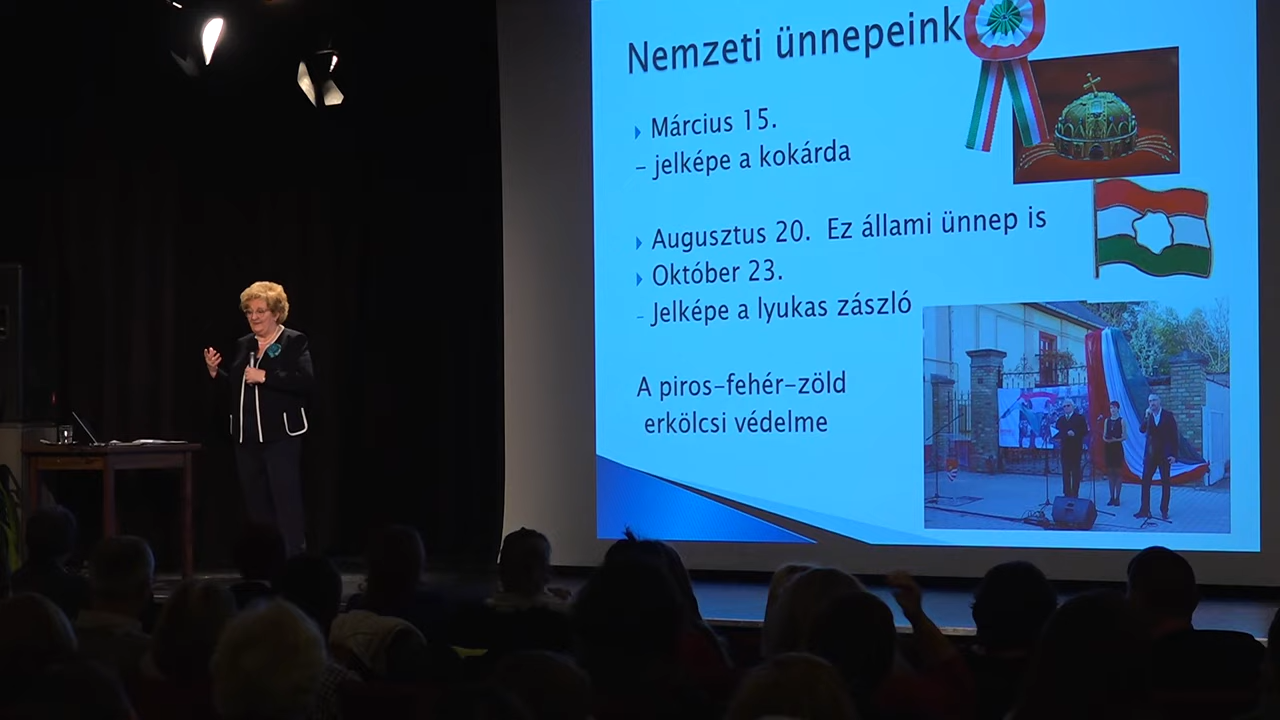 Nemzeti ünnepeink
Március 15.
– jelképe a kokárda
Augusztus 20. Ez állami ünnep is
Október 23.
– Jelképe a lyukas zászló
A piros-fehér-zöld
erkölcsi védelme